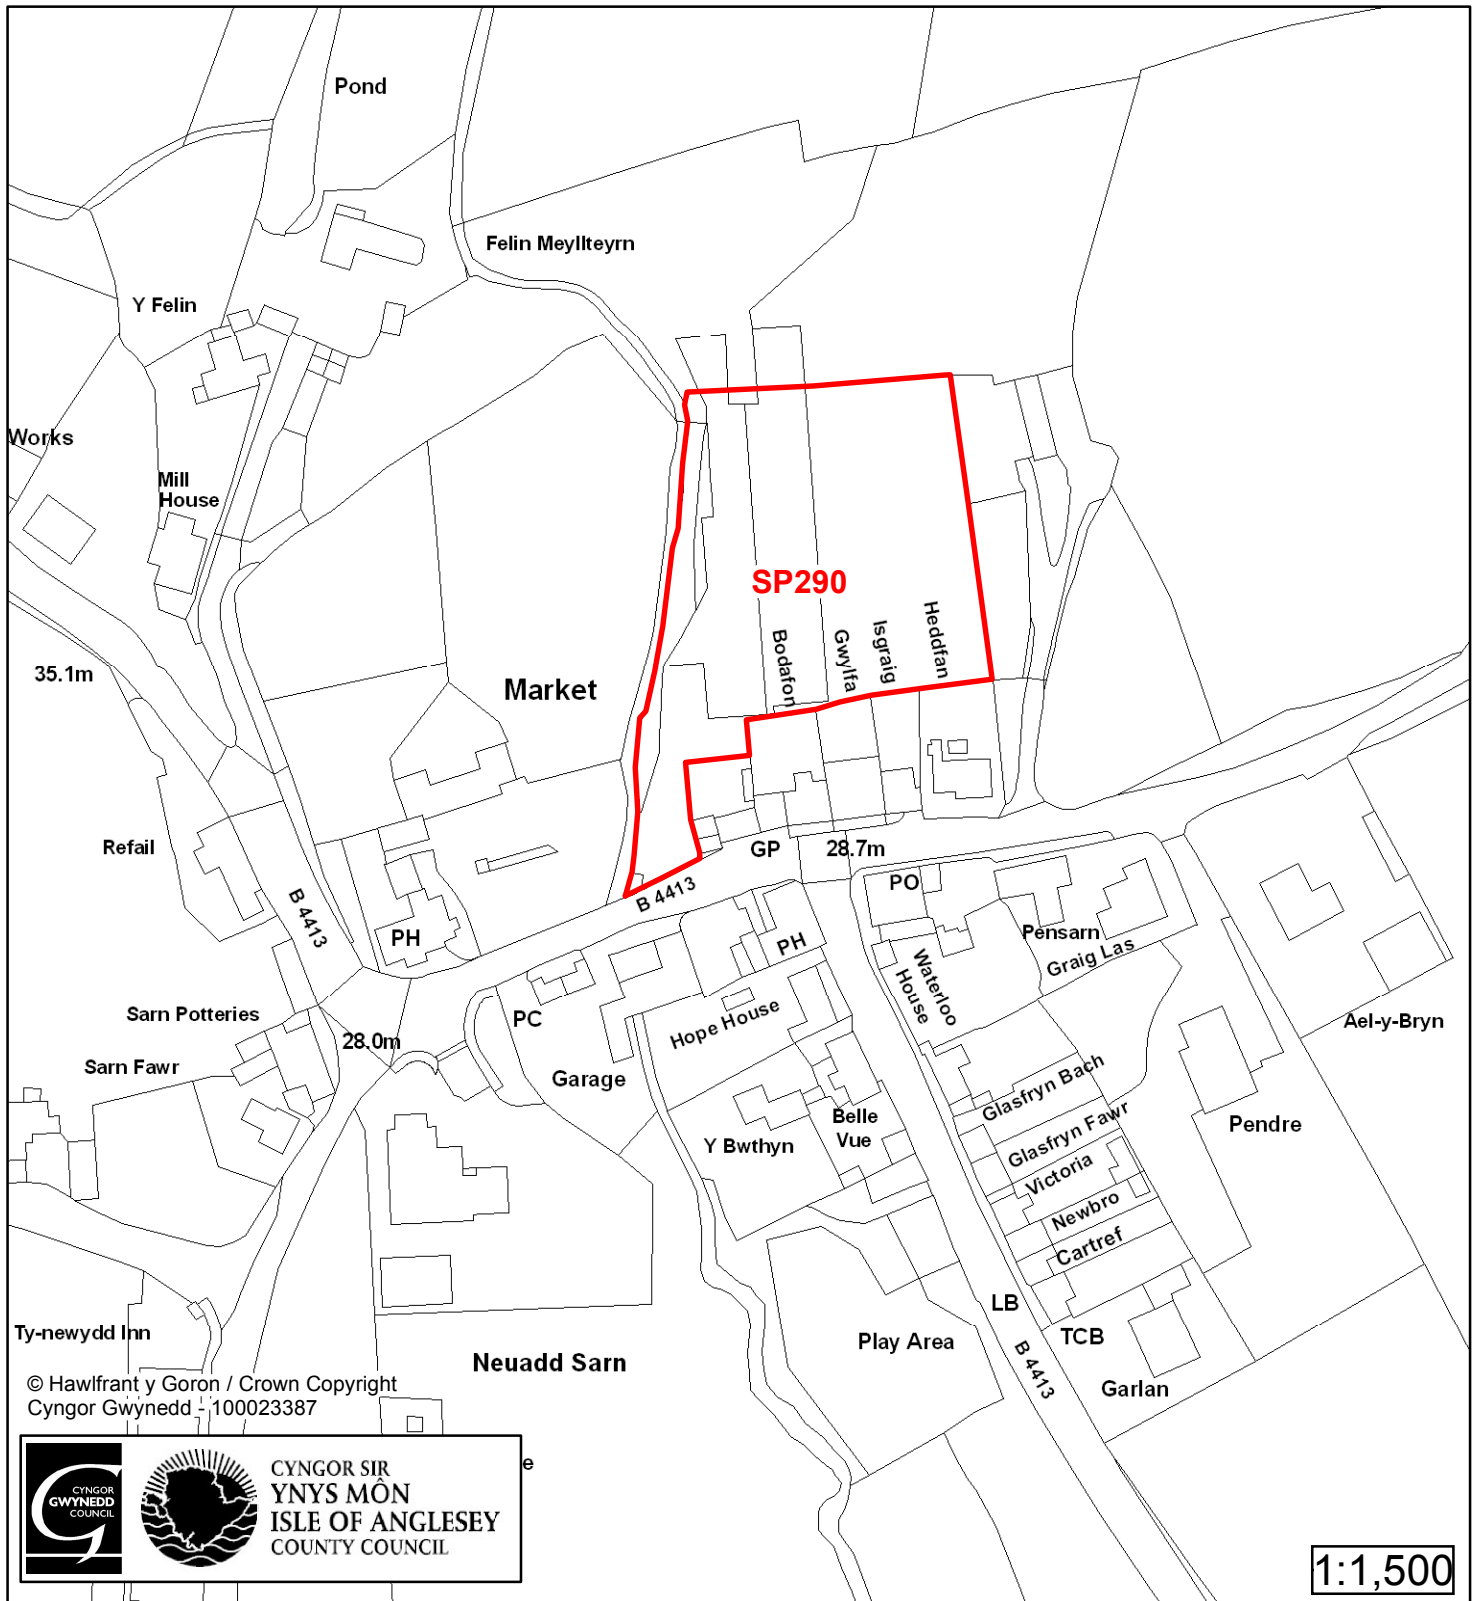 Pond
Felin Meyllteyrn
Y Felin
Works
Mill
House
SP290
Bodafon
Gwylfa
Isgraig
Heddfan
35.1m
Market
Refail
B 4413
PH
GP
28.7m
B 4413
PO
PH
Pensarn
Graig Las
Waterloo
House
Sarn Potteries
28.0m
PC
Hope House
Ael-y-Bryn
Sarn Fawr
Garage
Glasfryn Bach
Belle
Vue
Y Bwthyn
Glasfryn Fawr
Pendre
Victoria
Newbro
Cartref
LB
TCB
Ty-newydd Inn
Play Area
B 4413
Neuadd Sarn
Garlan
© Hawlfrant y Goron / Crown Copyright
Cyngor Gwynedd - 100023387
e
CYNGOR
GWYNEDD
COUNCIL
CYNGOR SIR
YNYS MÔN
ISLE OF ANGLESEY
COUNTY COUNCIL
1:1,500